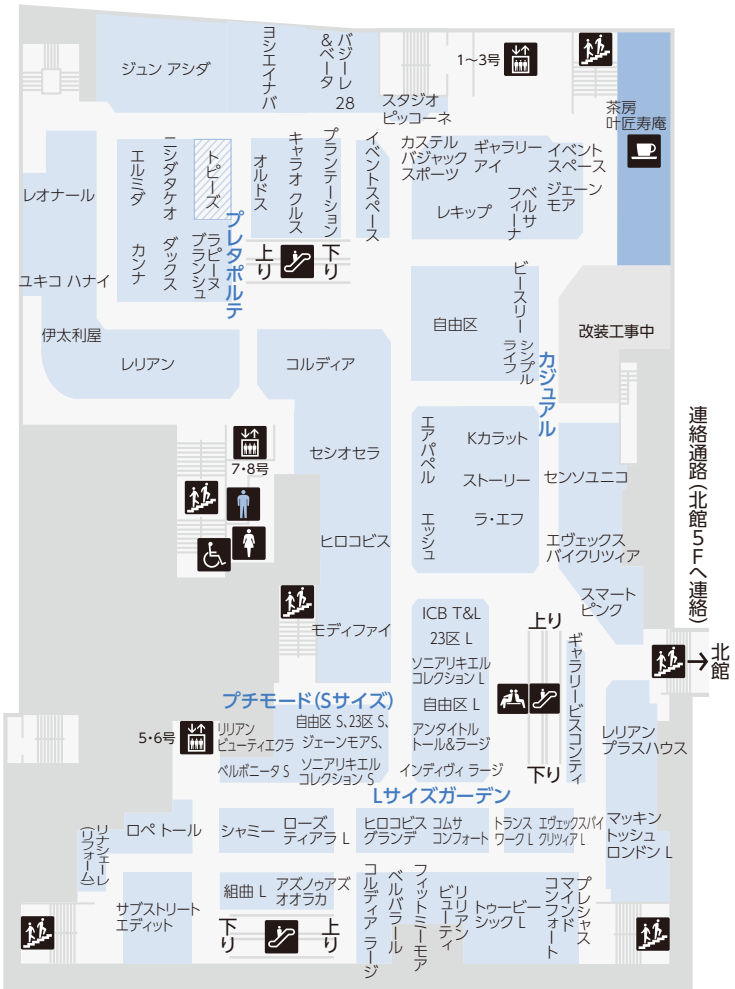 ジュン アシダ
ヨシエイナバ
バジーレ
&ベータ
28
スタジオ
ピッコーネ
1〜3号
茶房
叶匠寿庵
レオナール
エルミダ
ニシダタケオ
トピーズ
オルドス
キャラオ クルス
プランテーション
イベントスペース
カステル
バジャック
スポーツ
ギャラリー
アイ
イベント
スペース
レキップ
ベルサ
フィーナ
ジェーン
モア
カンナ
ダックス
ラピーヌ
ブランシュ
プレタポルテ
上り
下り
ユキコ ハナイ
伊太利屋
レリアン
コルディア
自由区
ビースリー
シンプル
ライフ
改装工事中
カジュアル
7・8号
セシオセラ
エアパペル
Kカラット
ストーリー
エッシュ
ラ・エフ
センソユニコ
エヴェックス
バイクリツィア
連絡通路(北館5Fへ連絡)
北館
ヒロコビス
モディファイ
スマート
ピンク
ICB T&L
23区 L
ソニアリキエル
コレクション L
自由区 L
アンタイトル
トール&ラージ
インディヴィ ラージ
上り
下り
ギャラリービスコンティ
リレアン
プラスハウス
プチモード(Sサイズ)
5・6号
リリアン
ビューティエクラ
自由区 S、23区 S、
ジェーンモアS、
ベルポニータ S
ソニアリキエル
コレクション S
Lサイズガーデン
リナシェーレ
(リフォーム)
ロペ トール
シャミー
ローズ
ティアラ L
ヒロコビス
グランデ
コムサ
コンフォート
トランス
ワーク L
エヴェックスバイ
クリツィア L
マッキン
トッシュ
ロンドン L
サブストリート
エディット
組曲 L
アズノゥアズ
オオラカ
下り
上り
コルディア ラージ
ベルバラール
フィットミーモア
リリアン
ビューティ
トゥービー
シック L
プレシャス
マインド
コンフォート